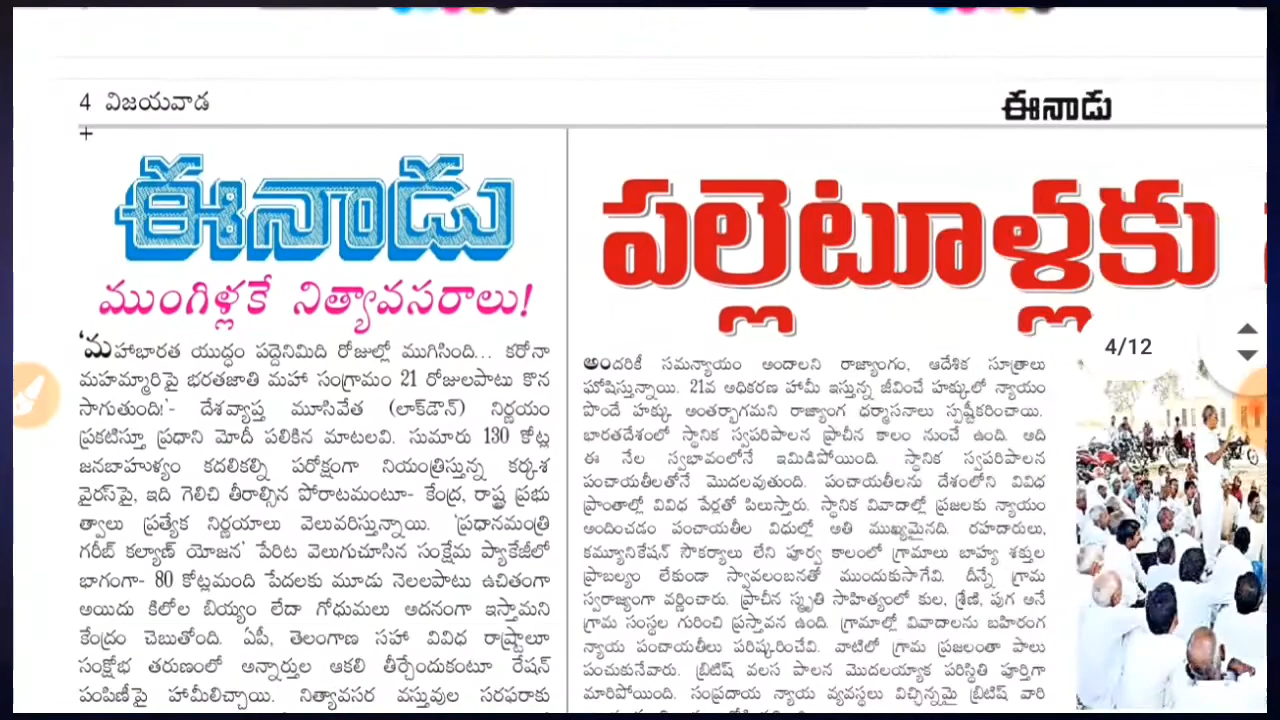 4 విజయవాడ
ఈనాడు
ఈనాడు
ముంగిళ్లకే నిత్యావసరాలు!
'మహాభారత యుద్ధం పద్దెనిమిది రోజుల్లో ముగిసింది... కరోనా
మహమ్మారిపై భరతజాతి మహా సంగ్రామం 21 రోజులపాటు కొన
సాగుతుంది!'- దేశవ్యాప్త మూసివేత (లాక్‌డౌన్) నిర్ణయం
ప్రకటిస్తూ ప్రధాని మోదీ పలికిన మాటలవి. సుమారు 130 కోట్ల
జనబాహుళ్యం కదలికల్ని పరోక్షంగా నియంత్రిస్తున్న కర్కశ
వైరస్‌పై, ఇది గెలిచి తీరాల్సిన పోరాటమంటూ- కేంద్ర, రాష్ట్ర ప్రభు
త్వాలు ప్రత్యేక నిర్ణయాలు వెలువరిస్తున్నాయి. 'ప్రధానమంత్రి
గరీబ్ కల్యాణ్ యోజన' పేరిట వెలుగుచూసిన సంక్షేమ ప్యాకేజీలో
భాగంగా- 80 కోట్లమంది పేదలకు మూడు నెలలపాటు ఉచితంగా
అయిదు కిలోల బియ్యం లేదా గోధుమలు అదనంగా ఇస్తామని
కేంద్రం చెబుతోంది. ఏపీ, తెలంగాణ సహా వివిధ రాష్ట్రాలూ
సంక్షోభ తరుణంలో అన్నార్తుల ఆకలి తీర్చేందుకంటూ రేషన్
పంపిణీపై హామీలిచ్చాయి. నిత్యావసర వస్తువుల సరఫరాకు
పల్లెటూళ్లకు
అందరికీ సమన్యాయం అందాలని రాజ్యాంగం, ఆదేశిక సూత్రాలు
ఘోషిస్తున్నాయి. 21వ అధికరణ హామీ ఇస్తున్న జీవించే హక్కులో న్యాయం
పొందే హక్కు అంతర్భాగమని రాజ్యాంగ ధర్మాసనాలు స్పష్టీకరించాయి.
భారతదేశంలో స్థానిక స్వపరిపాలన ప్రాచీన కాలం నుంచే ఉంది. అది
ఈ నేల స్వభావంలోనే ఇమిడిపోయింది. స్థానిక స్వపరిపాలన
పంచాయతీలతోనే మొదలవుతుంది. పంచాయతీలను దేశంలోని వివిధ
ప్రాంతాల్లో వివిధ పేర్లతో పిలుస్తారు. స్థానిక వివాదాల్లో ప్రజలకు న్యాయం
అందించడం పంచాయతీల విధుల్లో అతి ముఖ్యమైనది. రహదారులు,
కమ్యూనికేషన్ సౌకర్యాలు లేని పూర్వ కాలంలో గ్రామాలు బాహ్య శక్తుల
ప్రాబల్యం లేకుండా స్వావలంబనతో ముందుకుసాగేవి. దీన్నే గ్రామ
స్వరాజ్యంగా వర్ణించారు. ప్రాచీన స్మృతి సాహిత్యంలో కుల, శ్రేణి, పుగ అనే
గ్రామ సంస్థల గురించి ప్రస్తావన ఉంది. గ్రామాల్లో వివాదాలను బహిరంగ
న్యాయ పంచాయతీలు పరిష్కరించేవి. వాటిలో గ్రామ ప్రజలంతా పాలు
పంచుకునేవారు. బ్రిటిష్ వలస పాలన మొదలయ్యాక పరిస్థితి పూర్తిగా
మారిపోయింది. సంప్రదాయ న్యాయ వ్యవస్థలు విచ్ఛిన్నమై బ్రిటిష్ వారి
4/12